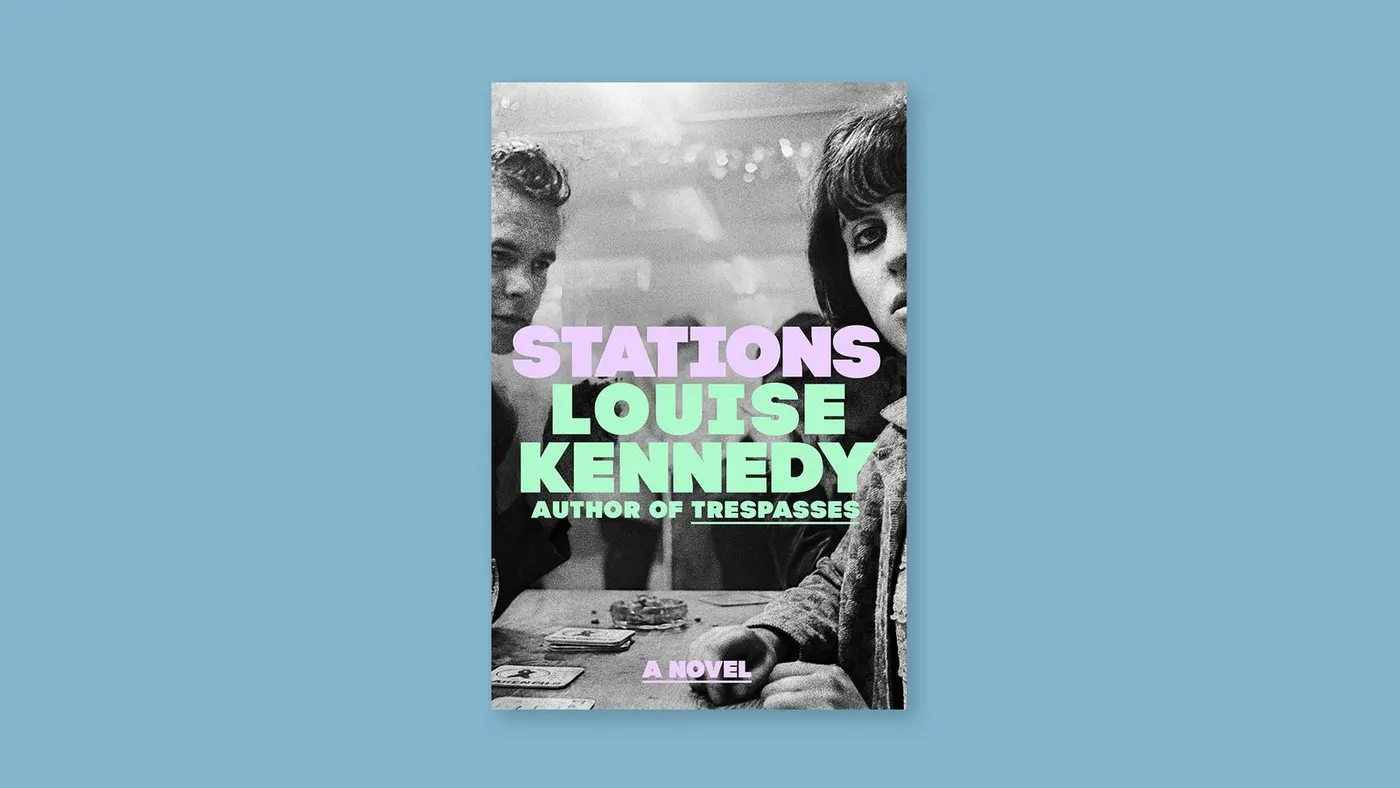 STATIONS
LOUISE
KENNEDY
AUTHOR OF TRESPASSES
A NOVEL